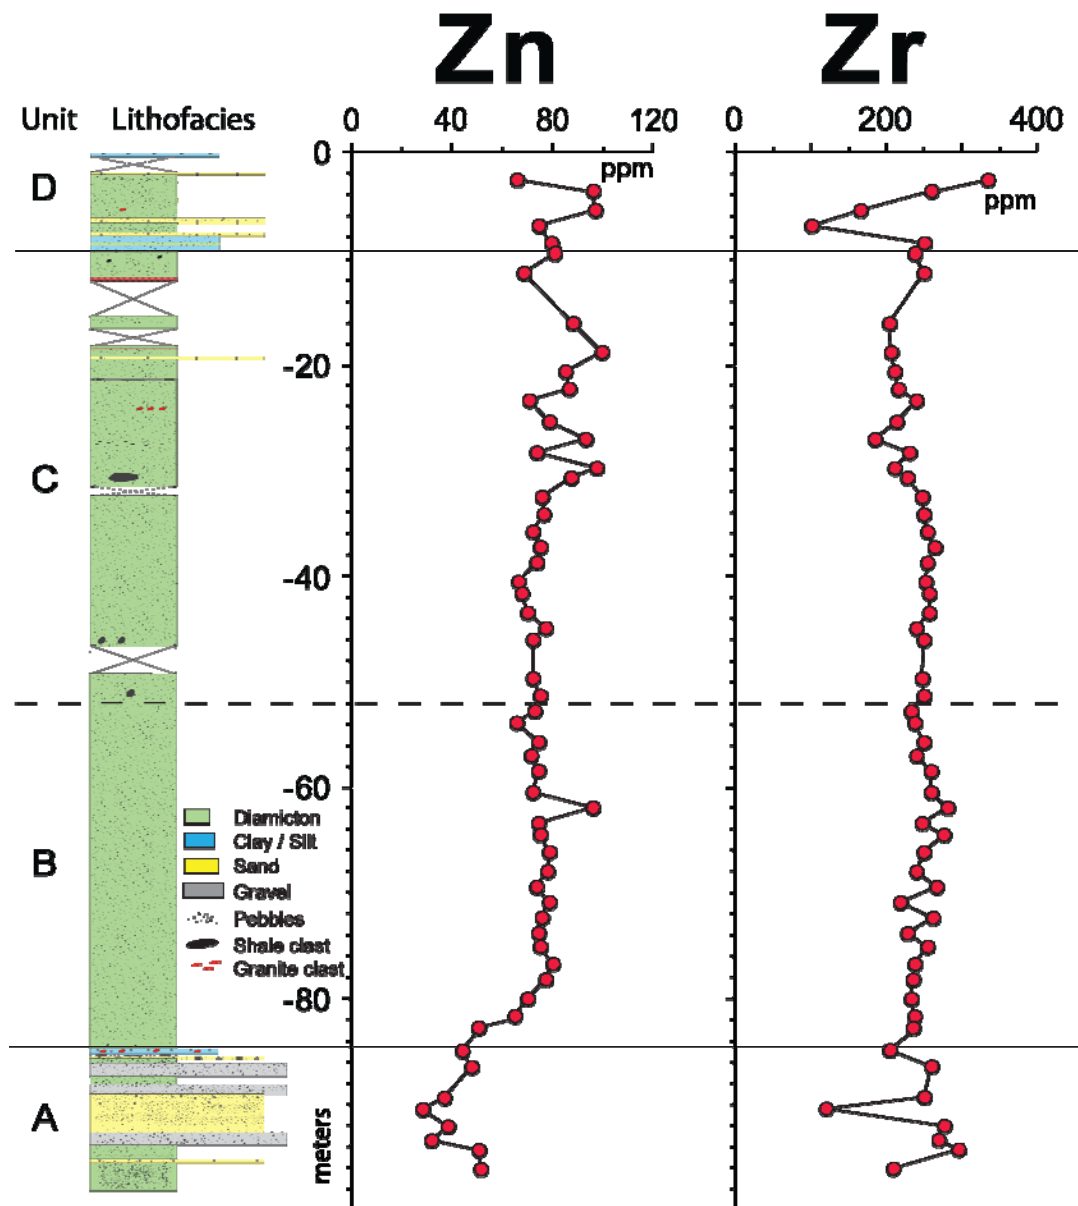 Zn Zr
Unit Lithofacies
0 40 80 120
0 200 400
ppm
ppm
0
-20
-40
-60
-80
meters
D
C
B
A
Diamicton
Clay / Silt
Sand
Gravel
Pebbles
Shale clast
Granite clast